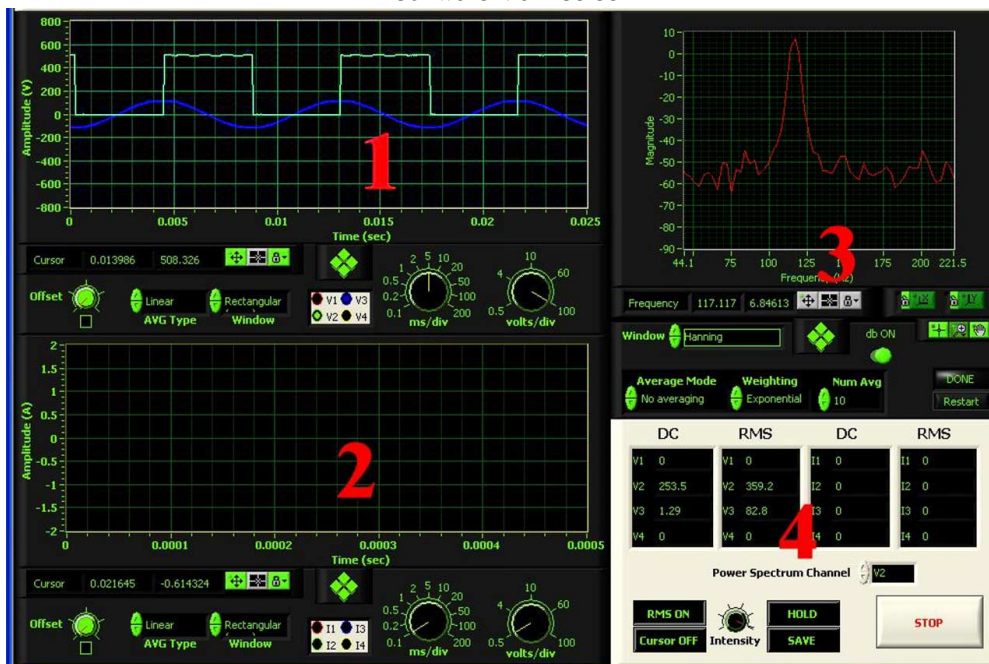 800
600
400
200
0
-200
-400
-600
-800
Amplitude (V)
0 0.005 0.01 0.015 0.02 0.025
Time (sec)
1
Cursor 0.013986 508.326
Offset
Linear
AVG Type
Rectangular
Window
V1 V3
V2 V4
0.1 0.2 0.5 1 2 5 10 20 50 100 200
ms/div
0.5 1 4 10 60 100
volts/div
2
1.5
1
0.5
0
-0.5
-1
-1.5
-2
Amplitude (A)
0 0.0001 0.0002 0.0003 0.0004 0.0005
Time (sec)
2
Cursor 0.021645 -0.614324
Offset
Linear
AVG Type
Rectangular
Window
I1 I3
I2 I4
0.1 0.2 0.5 1 2 5 10 20 50 100 200
ms/div
0.5 1 4 10 60 100
volts/div
10
0
-10
-20
-30
-40
-50
-60
-70
-80
-90
Magnitude
44.1 75 100 125 175 200 221.5
3
Frequency 117.117 6.84613
Window Hanning
db ON
Average Mode Weighting Num Avg
No averaging Exponential 10
DONE
Restart
DC RMS DC RMS
V1 0 V1 0 I1 0 I1 0
V2 253.5 V2 359.2 I2 0 I2 0
V3 1.29 V3 82.8 I3 0 I3 0
V4 0 V4 0 I4 0 I4 0
4
Power Spectrum Channel V2
RMS ON HOLD
Cursor OFF Intensity SAVE
STOP